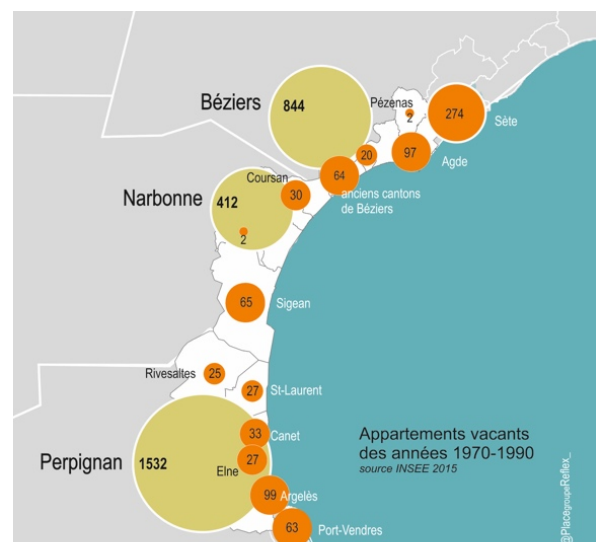 Béziers
844
Pézenas
2
274
Sète
20
97
Agde
64
anciens cantons
de Béziers
Coursan
30
Narbonne
412
2
65
Sigean
Rivesaltes
25
27
St-Laurent
33
Canet
Perpignan
1532
Elne
27
99
Argelès
63
Port-Vendres
Appartements vacants
des années 1970-1990
source INSEE 2015
@PlacegroupeReflex_